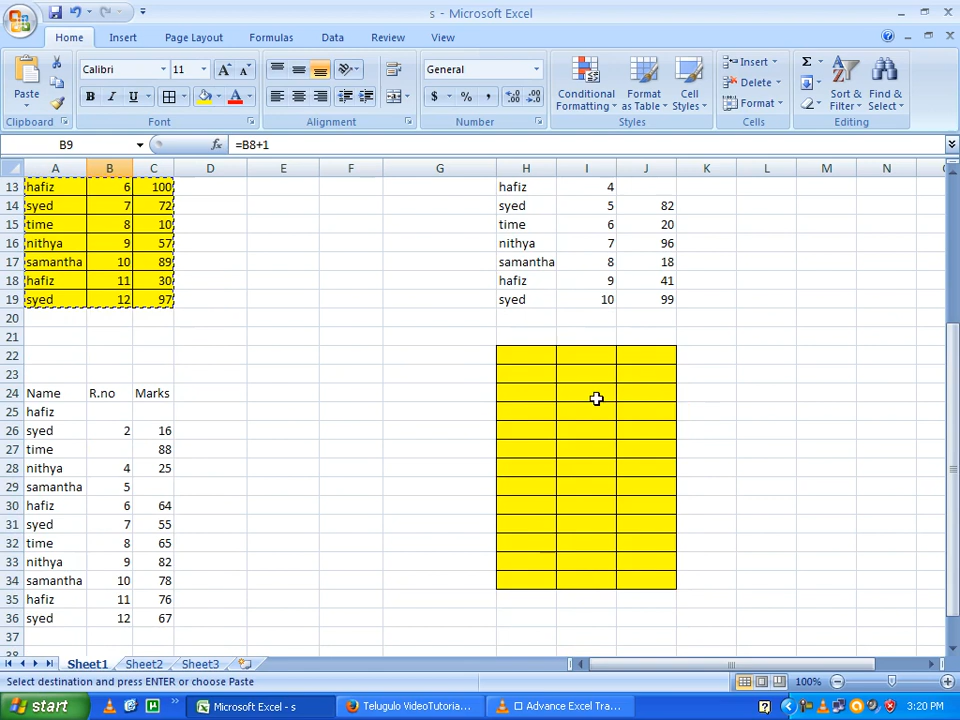 s - Microsoft Excel
Home Insert Page Layout Formulas Data Review View
Paste
Calibri 11
General
B I U
$ % ,
Conditional Formatting
Format as Table
Cell Styles
Insert
Delete
Format
Sort & Filter
Find & Select
Clipboard Font Alignment Number Styles Cells Editing
B9 fx =B8+1
A B C D E F G H I J K L M N
13 hafiz 6 100 hafiz 4
14 syed 7 72 syed 5 82
15 time 8 10 time 6 20
16 nithya 9 57 nithya 7 96
17 samantha 10 89 samantha 8 18
18 hafiz 11 30 hafiz 9 41
19 syed 12 97 syed 10 99
20
21
22
23
24 Name R.no Marks
25 hafiz
26 syed 2 16
27 time 88
28 nithya 4 25
29 samantha 5
30 hafiz 6 64
31 syed 7 55
32 time 8 65
33 nithya 9 82
34 samantha 10 78
35 hafiz 11 76
36 syed 12 67
37
Sheet1 Sheet2 Sheet3
Select destination and press ENTER or choose Paste 100%
start Microsoft Excel - s Telugulo VideoTutoria... Advance Excel Tra... 3:20 PM